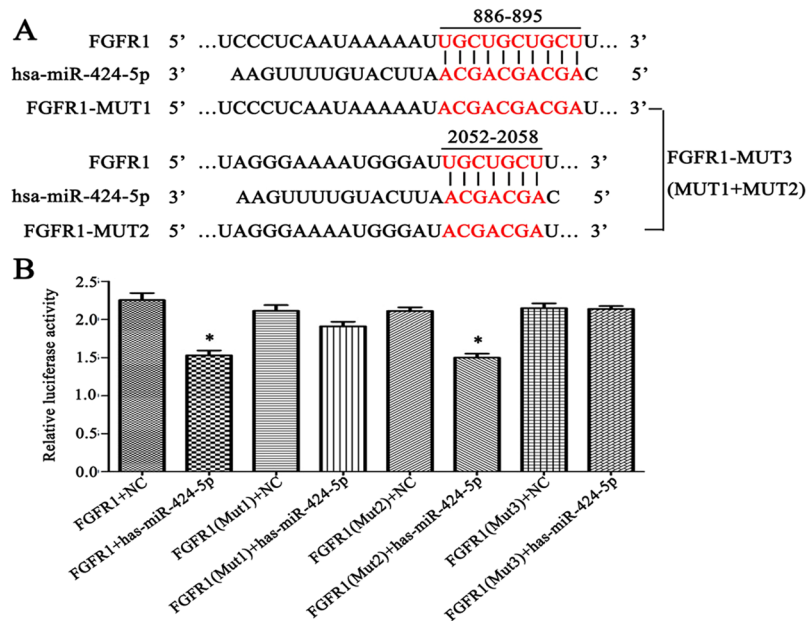 A
886-895
FGFR1 5’ ...UCCCUCAAUAAAAAUUGCUGCUGCUU... 3’
hsa-miR-424-5p 3’ AAGUUUUGUACUUAACGACGACGAC 5’
FGFR1-MUT1 5’ ...UCCCUCAAUAAAAAUACGACGACGAU... 3’
2052-2058
FGFR1 5’ ...UAGGGAAAAUGGGAUUGCUGCUU... 3’
hsa-miR-424-5p 3’ AAGUUUUGUACUUAACGACGAC 5’
FGFR1-MUT2 5’ ...UAGGGAAAAUGGGAUACGACGAU... 3’
FGFR1-MUT3
(MUT1+MUT2)
B
Relative luciferase activity
2.5
2.0
1.5
1.0
0.5
0.0
*
*
FGFR1+NC
FGFR1+has-miR-424-5p
FGFR1(Mut1)+NC
FGFR1(Mut1)+has-miR-424-5p
FGFR1(Mut2)+NC
FGFR1(Mut2)+has-miR-424-5p
FGFR1(Mut3)+NC
FGFR1(Mut3)+has-miR-424-5p